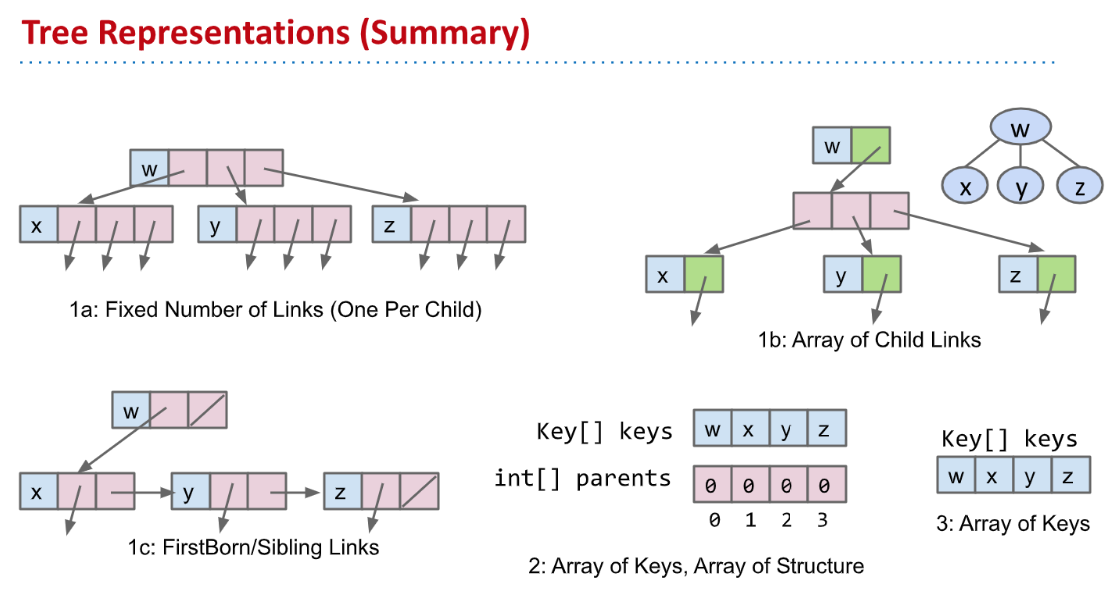 Tree Representations (Summary)
w
x
y
z
1a: Fixed Number of Links (One Per Child)
w
x
y
z
1b: Array of Child Links
w
x y z
w
x
y
z
1c: FirstBorn/Sibling Links
Key[] keys
w x y z
int[] parents
0 0 0 0
0 1 2 3
2: Array of Keys, Array of Structure
Key[] keys
w x y z
3: Array of Keys